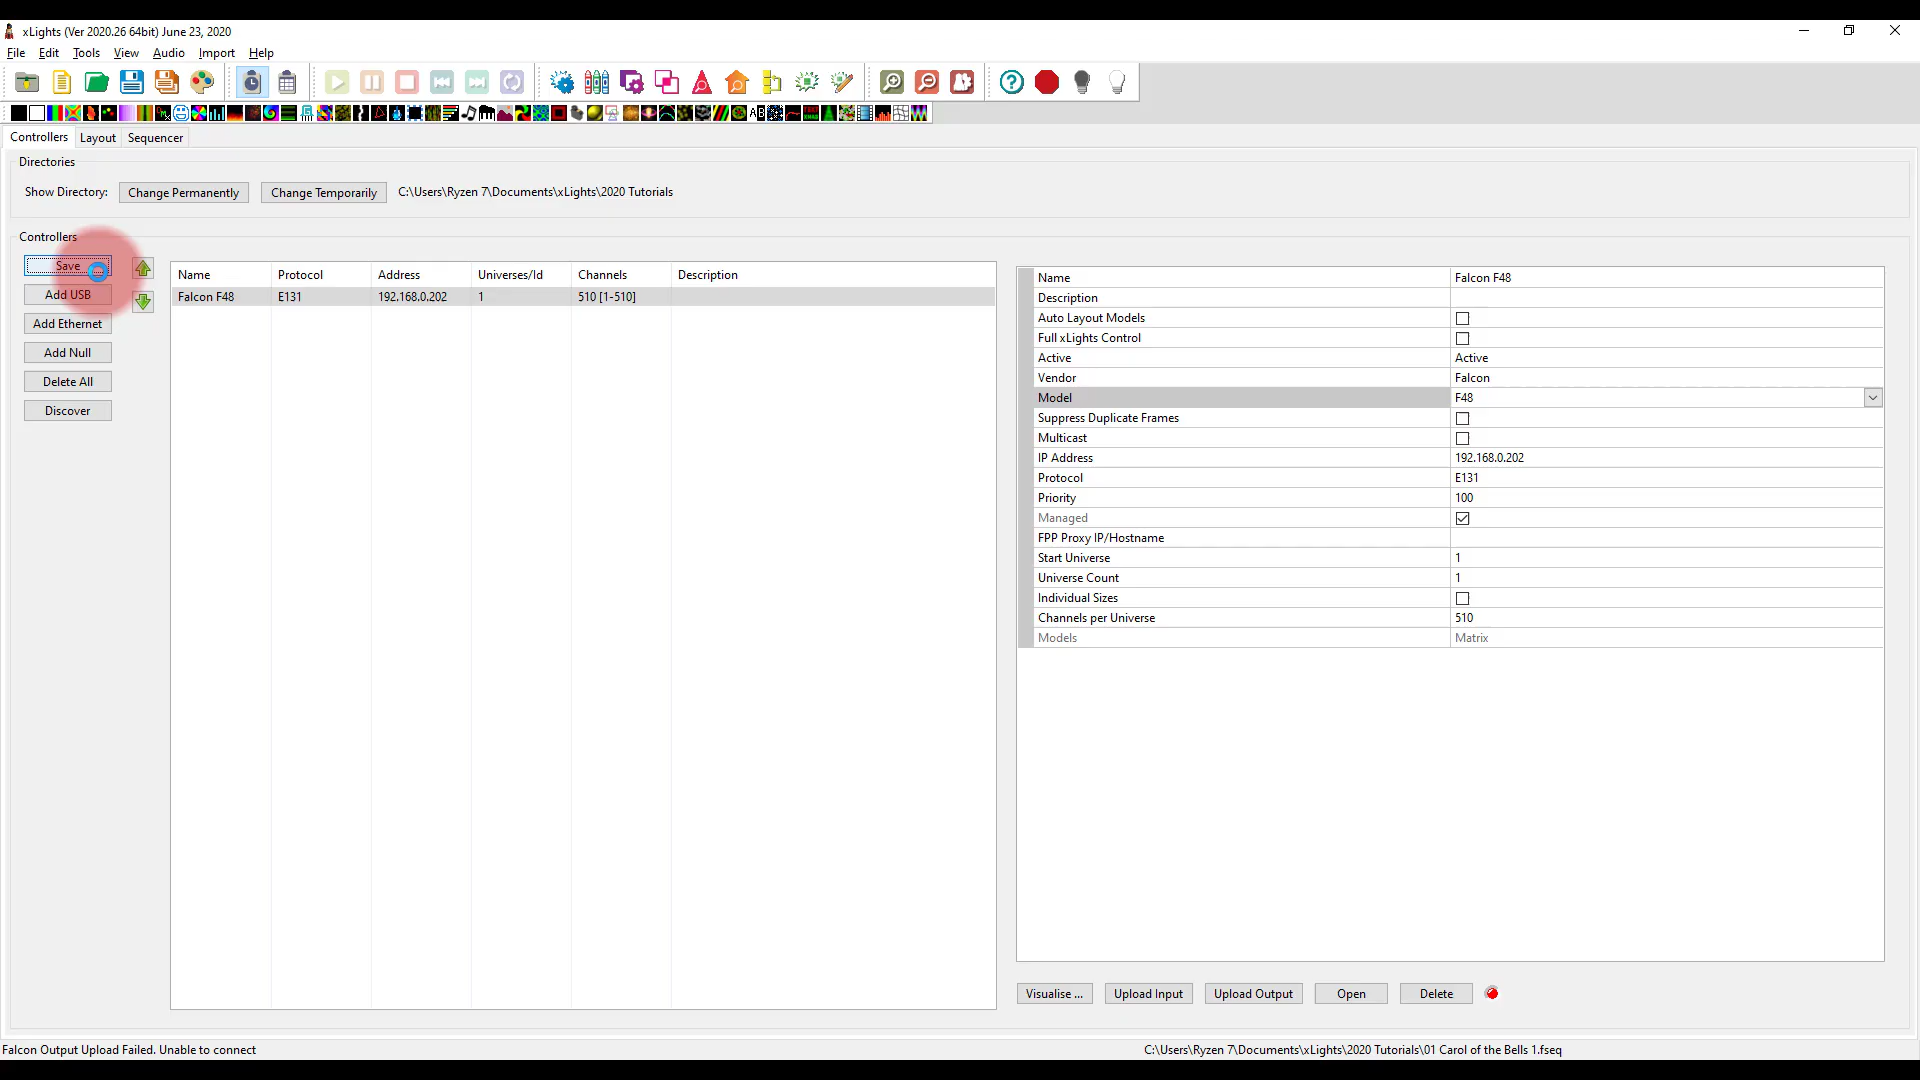 xLights (Ver 2020.26 64bit) June 23, 2020
File Edit Tools View Audio Import Help
Controllers Layout Sequencer
Directories
Show Directory: Change Permanently Change Temporarily C:\Users\Ryzen 7\Documents\xLights\2020 Tutorials
Controllers
Save
Add USB
Add Ethernet
Add Null
Delete All
Discover
Name Protocol Address Universes/Id Channels Description
Falcon F48 E131 192.168.0.202 1 510 [1-510]
Name Falcon F48
Description
Auto Layout Models
Full xLights Control
Active Active
Vendor Falcon
Model F48
Suppress Duplicate Frames
Multicast
IP Address 192.168.0.202
Protocol E131
Priority 100
Managed
FPP Proxy IP/Hostname
Start Universe 1
Universe Count 1
Individual Sizes
Channels per Universe 510
Models Matrix
Visualise ... Upload Input Upload Output Open Delete
Falcon Output Upload Failed. Unable to connect C:\Users\Ryzen 7\Documents\xLights\2020 Tutorials\01 Carol of the Bells 1.fseq